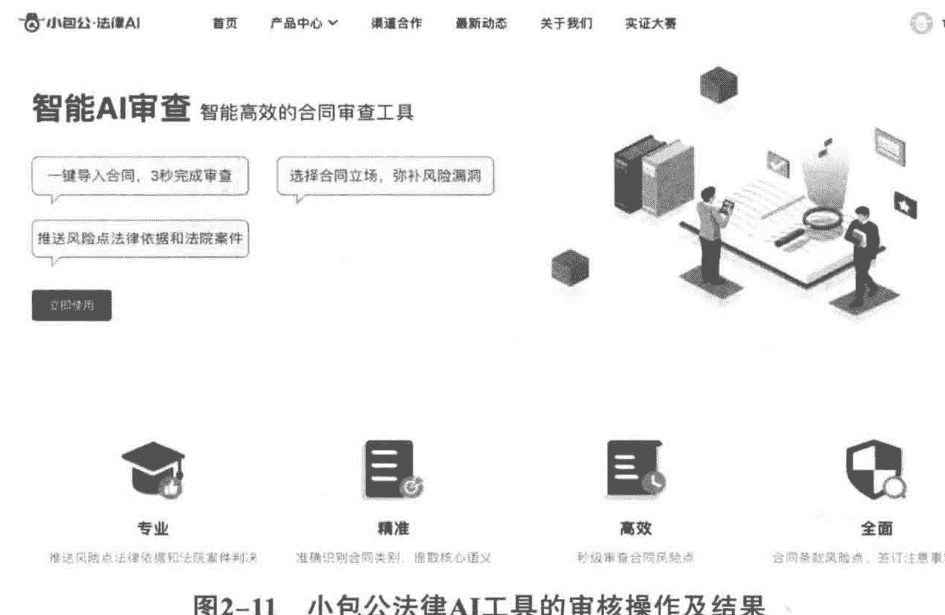 小包公·法律AI 首页 产品中心 渠道合作 最新动态 关于我们 实证大赛
智能AI审查 智能高效的合同审查工具
一键导入合同，3秒完成审查 选择合同立场，弥补风险漏洞
推送风险点法律依据和法院案件
立即使用
专业 精准 高效 全面
推送风险点法律依据和法院案件判决 准确识别合同类别，提取核心语义 秒级审查合同风险点 合同条款风险点、签订注意事
图2-11 小包公法律AI工具的审核操作及结果